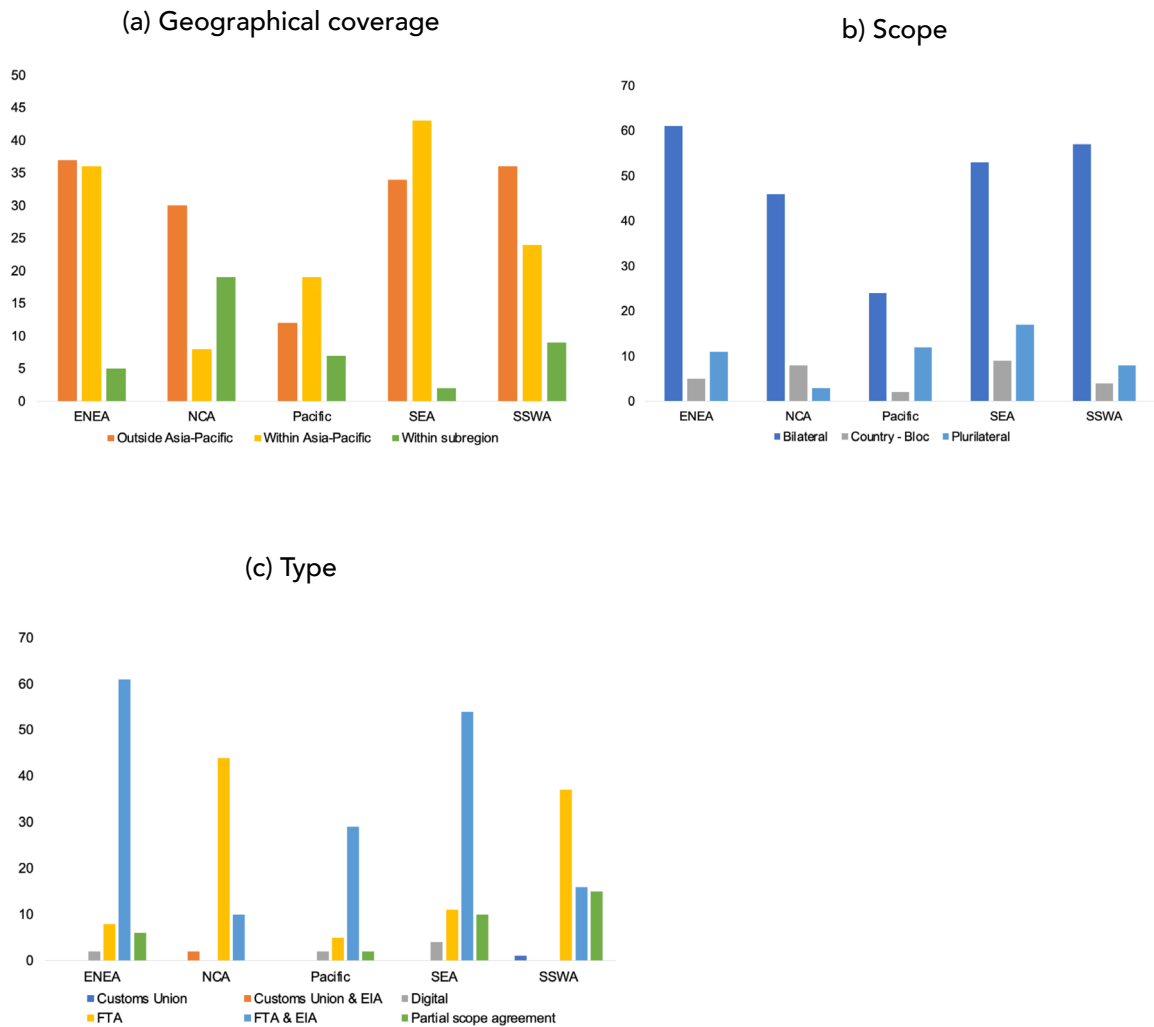 (a) Geographical coverage
50
45
40
35
30
25
20
15
10
5
0
ENEA NCA Pacific SEA SSWA
Outside Asia-Pacific Within Asia-Pacific Within subregion
b) Scope
70
60
50
40
30
20
10
0
ENEA NCA Pacific SEA SSWA
Bilateral Country - Bloc Plurilateral
(c) Type
70
60
50
40
30
20
10
0
ENEA NCA Pacific SEA SSWA
Customs Union Customs Union & EIA Digital
FTA FTA & EIA Partial scope agreement